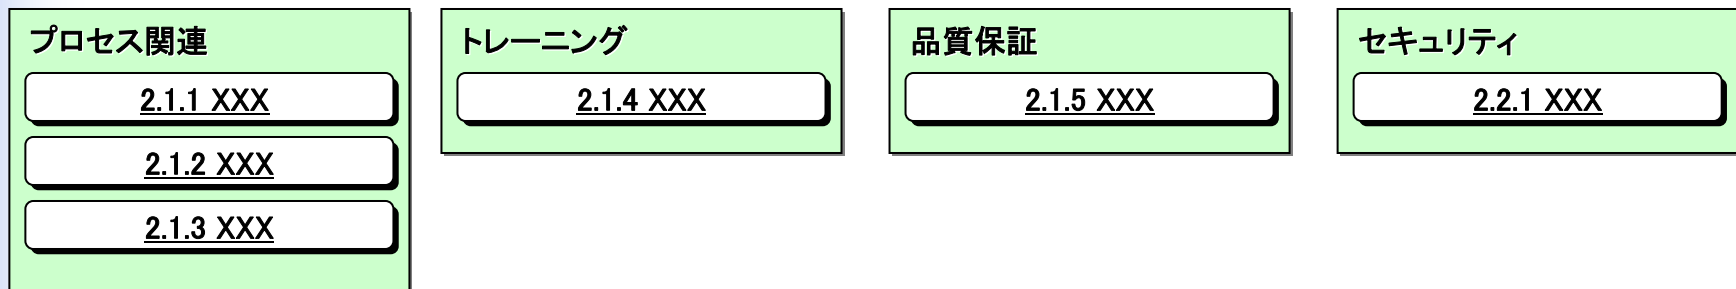 プロセス関連
2.1.1 XXX
2.1.2 XXX
2.1.3 XXX
トレーニング
2.1.4 XXX
品質保証
2.1.5 XXX
セキュリティ
2.2.1 XXX